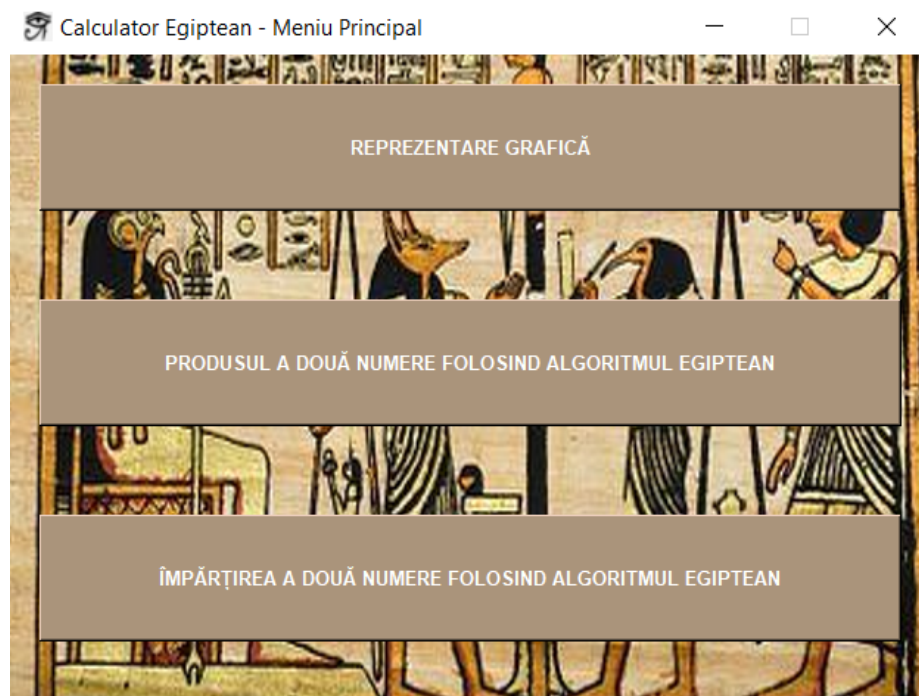 Calculator Egiptean - Meniu Principal
REPREZENTARE GRAFICĂ
PRODUSUL A DOUĂ NUMERE FOLOSIND ALGORITMUL EGIPTEAN
ÎMPĂRȚIREA A DOUĂ NUMERE FOLOSIND ALGORITMUL EGIPTEAN